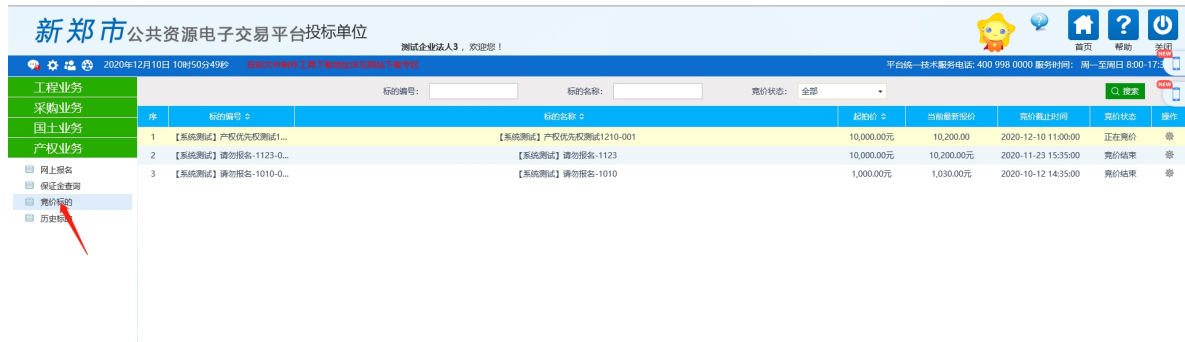 新郑市公共资源电子交易平台投标单位
测试企业法人3，欢迎您！
首页 帮助 关闭
2020年12月10日 10时50分49秒
平台统一技术服务电话: 400 998 0000 服务时间： 周一至周日 8:00-17:3
NEW
工程业务
采购业务
国土业务
产权业务
网上报名
保证金查询
竞价标的
历史标的
标的编号: 标的名称: 竞价状态: 全部 搜索
NEW
序 标的编号 标的名称 起拍价 当前最新报价 竞价截止时间 竞价状态 操作
1 【系统测试】产权优先权测试1... 【系统测试】产权优先权测试1210-001 10,000.00元 10,200.00 2020-12-10 11:00:00 正在竞价
2 【系统测试】请勿报名-1123-0... 【系统测试】请勿报名-1123 10,000.00元 10,200.00元 2020-11-23 15:35:00 竞价结束
3 【系统测试】请勿报名-1010-0... 【系统测试】请勿报名-1010 1,000.00元 1,030.00元 2020-10-12 14:35:00 竞价结束